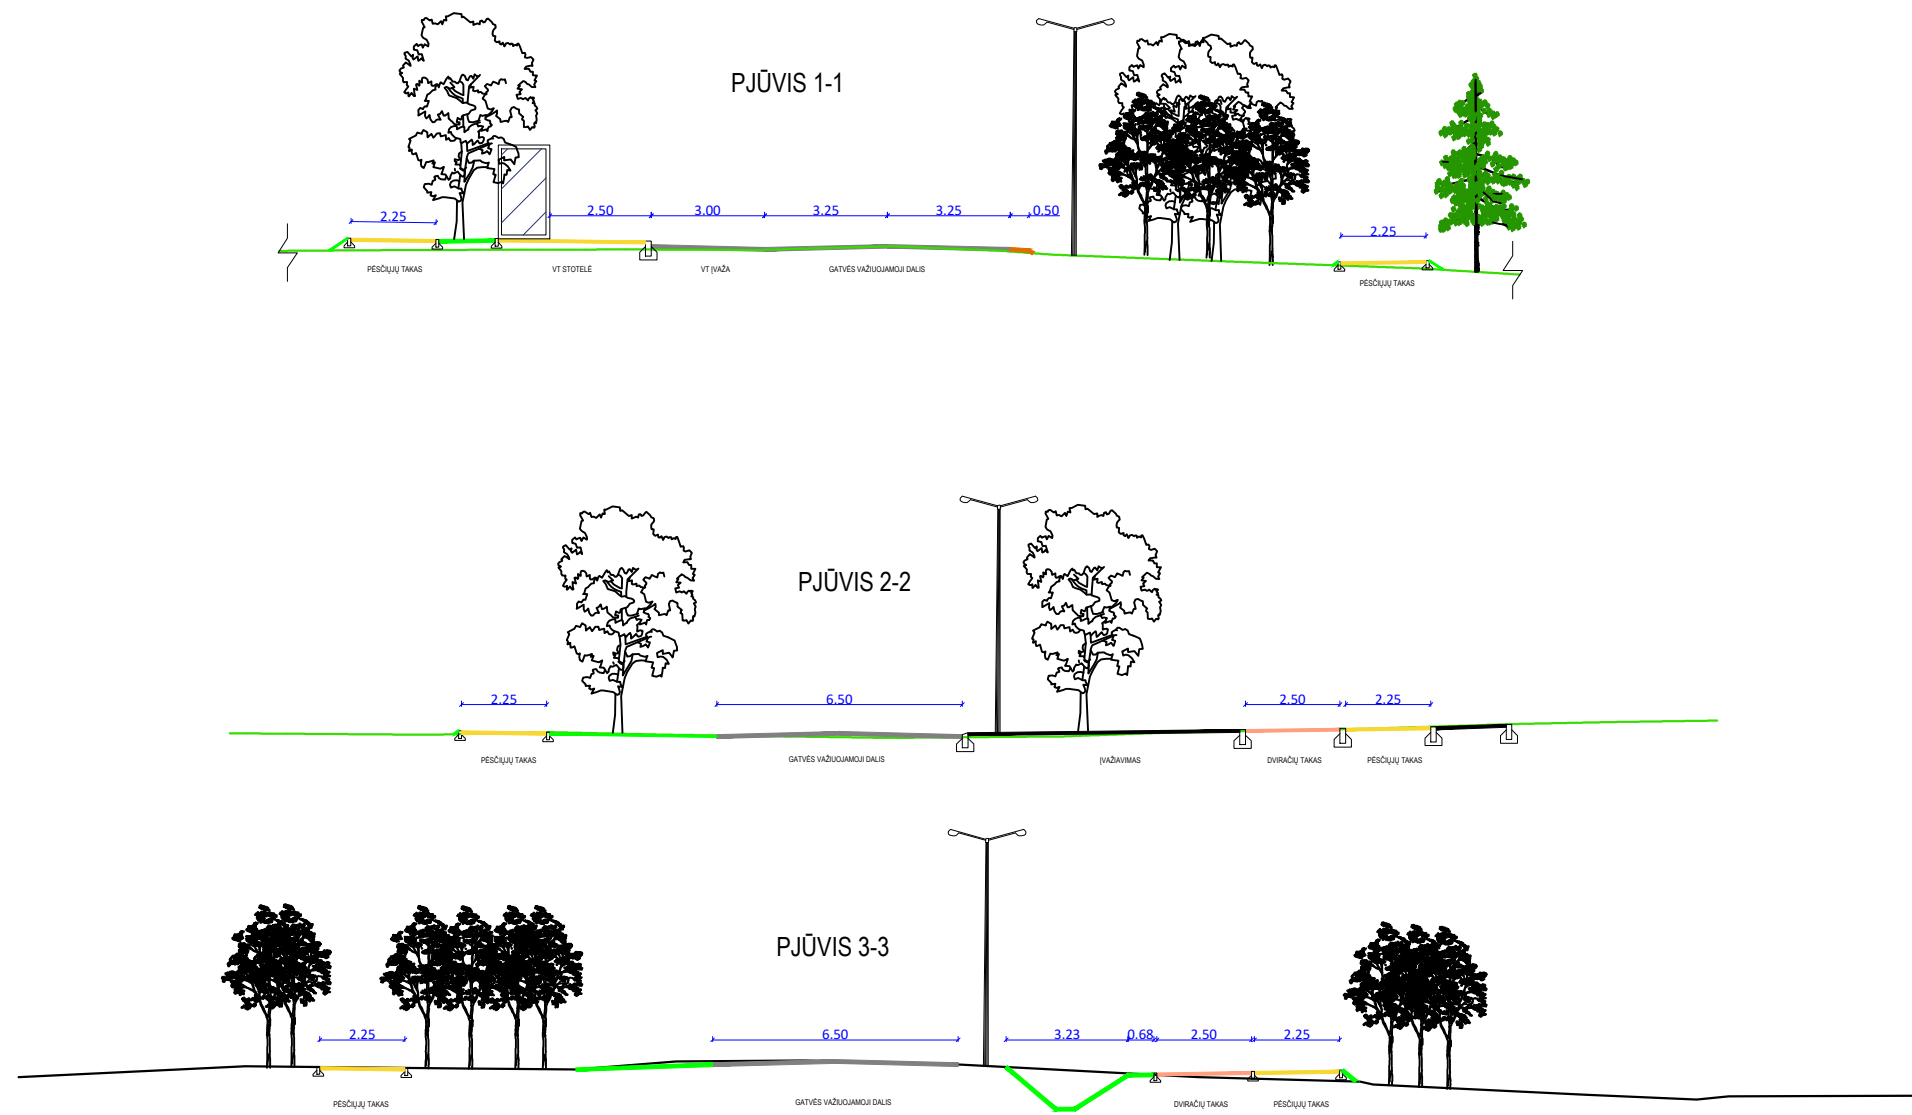 PJŪVIS 1-1
2.25 2.50 3.00 3.25 3.25 0.50 2.25
PĖSČIŲJŲ TAKAS VT STOTELĖ VT ĮVAŽA GATVĖS VAŽIUOJAMOJI DALIS PĖSČIŲJŲ TAKAS
PJŪVIS 2-2
2.25 6.50 2.50 2.25
PĖSČIŲJŲ TAKAS GATVĖS VAŽIUOJAMOJI DALIS ĮVAŽIAVIMAS DVIRAČIŲ TAKAS PĖSČIŲJŲ TAKAS
PJŪVIS 3-3
2.25 6.50 3.23 0.68 2.50 2.25
PĖSČIŲJŲ TAKAS GATVĖS VAŽIUOJAMOJI DALIS DVIRAČIŲ TAKAS PĖSČIŲJŲ TAKAS